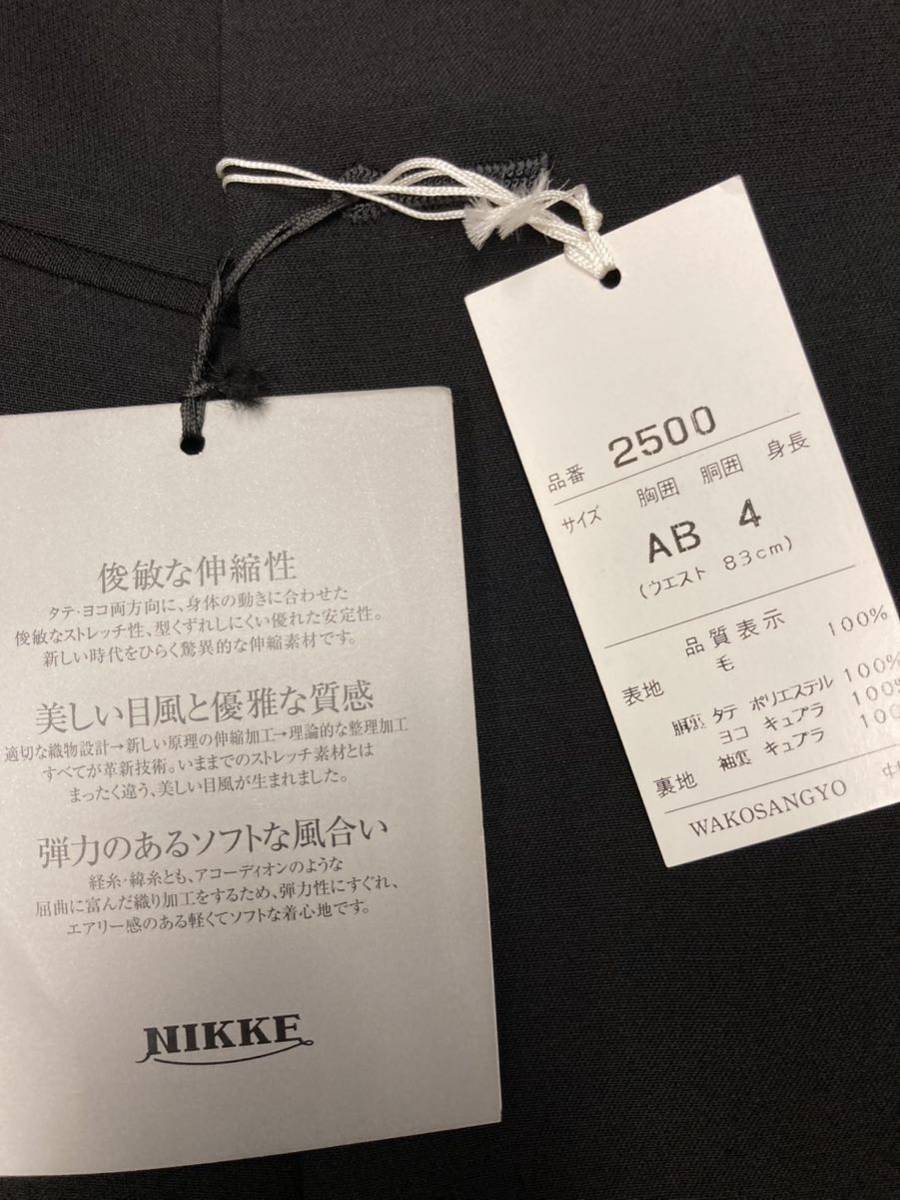 俊敏な伸縮性
タテ・ヨコ両方向に、身体の動きに合わせた
俊敏なストレッチ性、型くずれしにくい優れた安定性。
新しい時代をひらく驚異的な伸縮素材です。
美しい目風と優雅な質感
適切な織物設計→新しい原理の伸縮加工→理論的な整理加工
すべてが革新技術。いままでのストレッチ素材とは
まったく違う、美しい目風が生まれました。
弾力のあるソフトな風合い
経糸・緯糸とも、アコーディオンのような
屈曲に富んだ織り加工をするため、弾力性にすぐれ、
エアリー感のある軽くてソフトな着心地です。
NIKKE
品番 2500
サイズ 胸囲 胴囲 身長
AB 4
(ウエスト 83cm)
品質表示
表地 毛 100%
胴裏 タテ ポリエステル 100%
ヨコ キュプラ 100%
裏地 袖裏 キュプラ 100
WAKOSANGYO 中